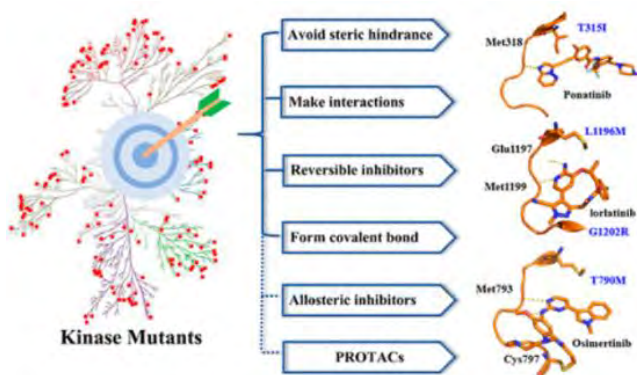 Avoid steric hindrance
Make interactions
Reversible inhibitors
Form covalent bond
Allosteric inhibitors
PROTACs
Kinase Mutants
T315I
Met318
Ponatinib
L1196M
Glu1197
Met1199
lorlatinib
G1202R
T790M
Met793
Osimertinib
Cys797